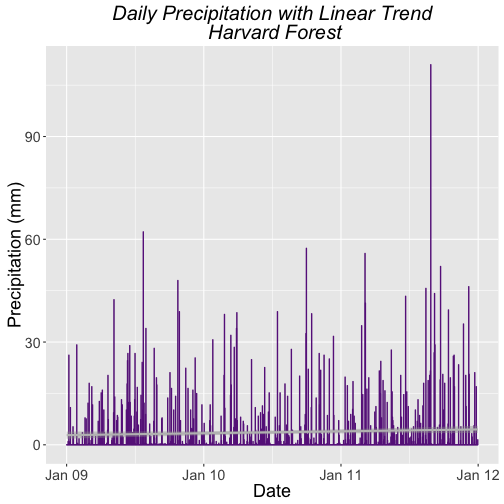 Daily Precipitation with Linear Trend
Harvard Forest
Precipitation (mm)
90
60
30
0
Jan 09 Jan 10 Jan 11 Jan 12
Date